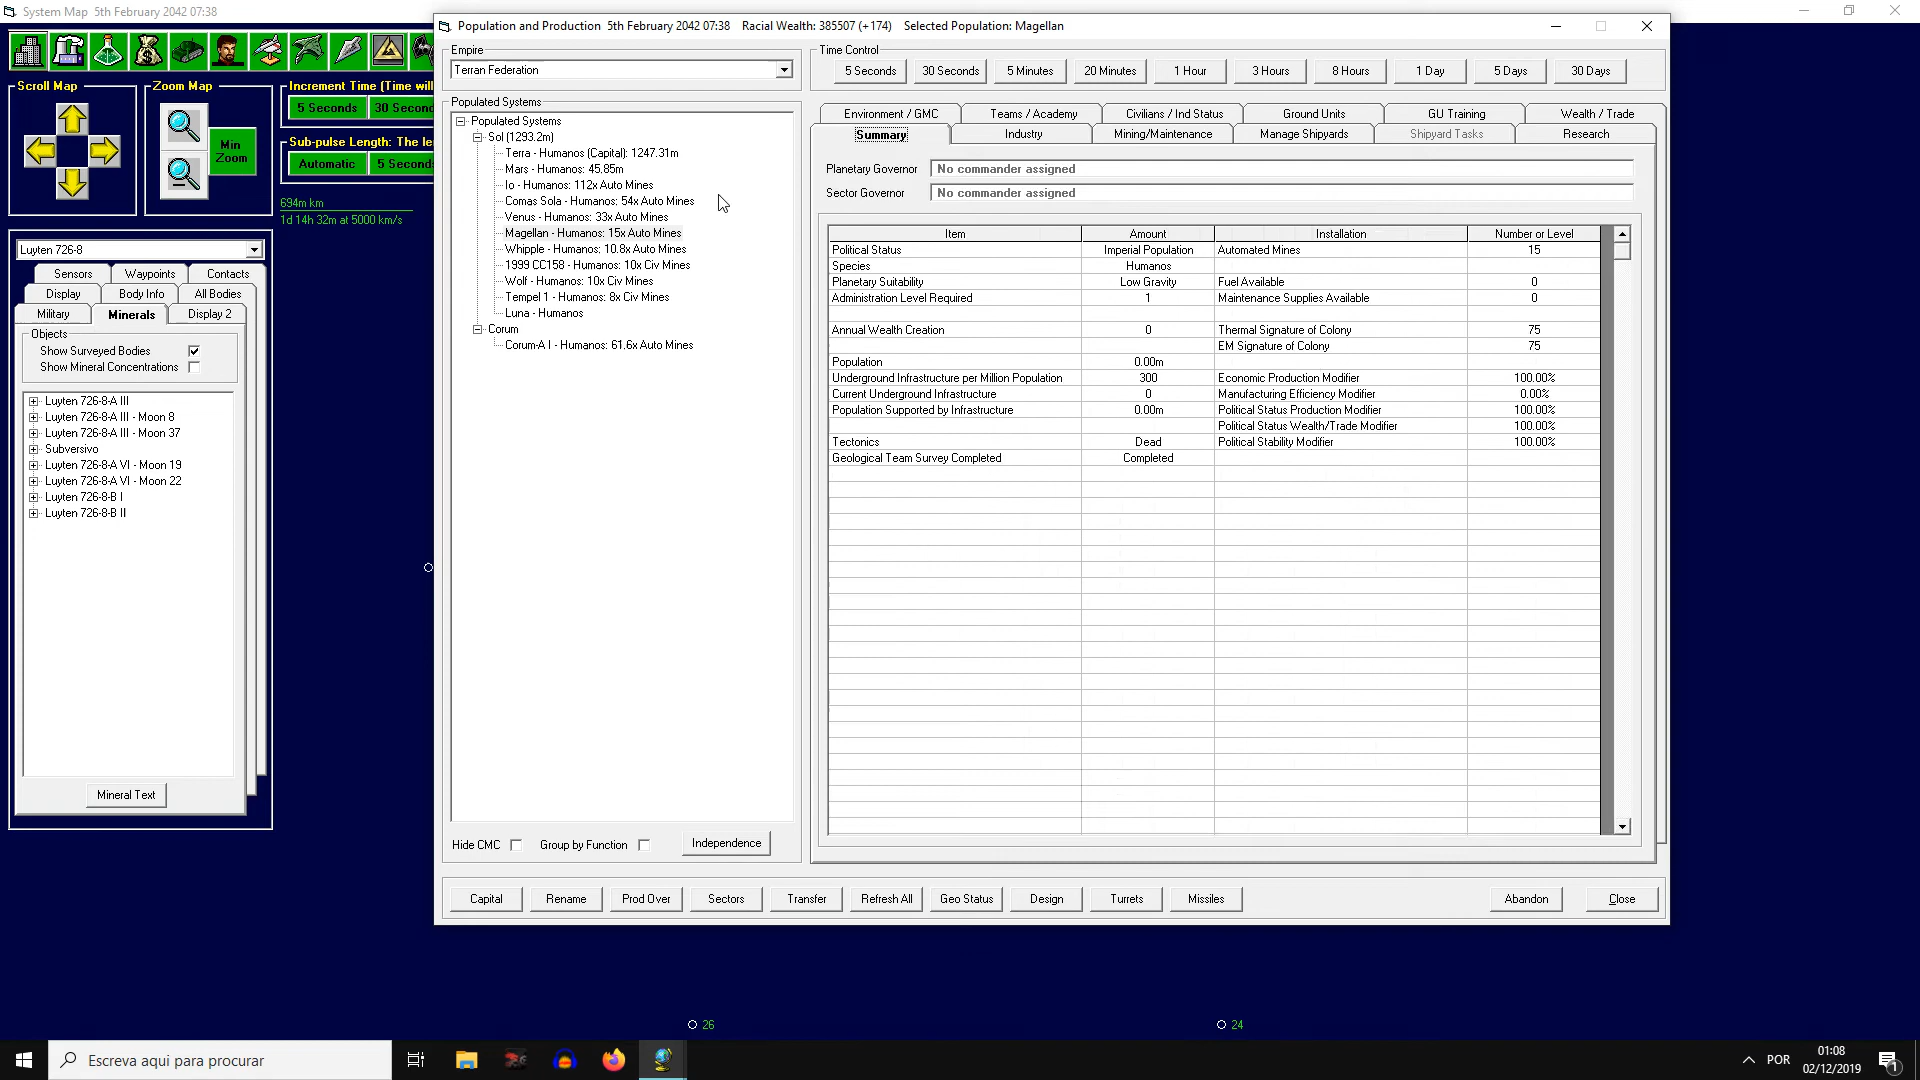 System Map  5th February 2042 07:38
Scroll Map
Zoom Map
Min Zoom
Increment Time (Time will
5 Seconds
30 Secon
Sub-pulse Length: The le
Automatic
5 Second
694m km
1d 14h 32m at 5000 km/s
Luyten 726-8
Sensors
Waypoints
Contacts
Display
Body Info
All Bodies
Military
Minerals
Display 2
Objects
Show Surveyed Bodies
Show Mineral Concentrations
Luyten 726-8-A III
Luyten 726-8-A III - Moon 8
Luyten 726-8-A III - Moon 37
Subversivo
Luyten 726-8-A VI - Moon 19
Luyten 726-8-A VI - Moon 22
Luyten 726-8-B I
Luyten 726-8-B II
Mineral Text
Population and Production  5th February 2042 07:38  Racial Wealth: 385507 (+174)  Selected Population: Magellan
Empire
Terran Federation
Populated Systems
Populated Systems
Sol (1293.2m)
Terra - Humanos (Capital): 1247.31m
Mars - Humanos: 45.85m
Io - Humanos: 112x Auto Mines
Comas Sola - Humanos: 54x Auto Mines
Venus - Humanos: 33x Auto Mines
Magellan - Humanos: 15x Auto Mines
Whipple - Humanos: 10.8x Auto Mines
1999 CC158 - Humanos: 10x Civ Mines
Wolf - Humanos: 10x Civ Mines
Tempel 1 - Humanos: 8x Civ Mines
Luna - Humanos
Corum
Corum-A I - Humanos: 61.6x Auto Mines
Hide CMC
Group by Function
Independence
Time Control
5 Seconds
30 Seconds
5 Minutes
20 Minutes
1 Hour
3 Hours
8 Hours
1 Day
5 Days
30 Days
Environment / GMC
Teams / Academy
Civilians / Ind Status
Ground Units
GU Training
Wealth / Trade
Summary
Industry
Mining/Maintenance
Manage Shipyards
Shipyard Tasks
Research
Planetary Governor  No commander assigned
Sector Governor  No commander assigned
Item  Amount  Installation  Number or Level
Political Status  Imperial Population  Automated Mines  15
Species  Humanos
Planetary Suitability  Low Gravity  Fuel Available  0
Administration Level Required  1  Maintenance Supplies Available  0
Annual Wealth Creation  0  Thermal Signature of Colony  75
EM Signature of Colony  75
Population  0.00m
Underground Infrastructure per Million Population  300  Economic Production Modifier  100.00%
Current Underground Infrastructure  0  Manufacturing Efficiency Modifier  0.00%
Population Supported by Infrastructure  0.00m  Political Status Production Modifier  100.00%
Political Status Wealth/Trade Modifier  100.00%
Tectonics  Dead  Political Stability Modifier  100.00%
Geological Team Survey Completed  Completed
Capital
Rename
Prod Over
Sectors
Transfer
Refresh All
Geo Status
Design
Turrets
Missiles
Abandon
Close
26
24
Escreva aqui para procurar
POR
01:08
02/12/2019
1